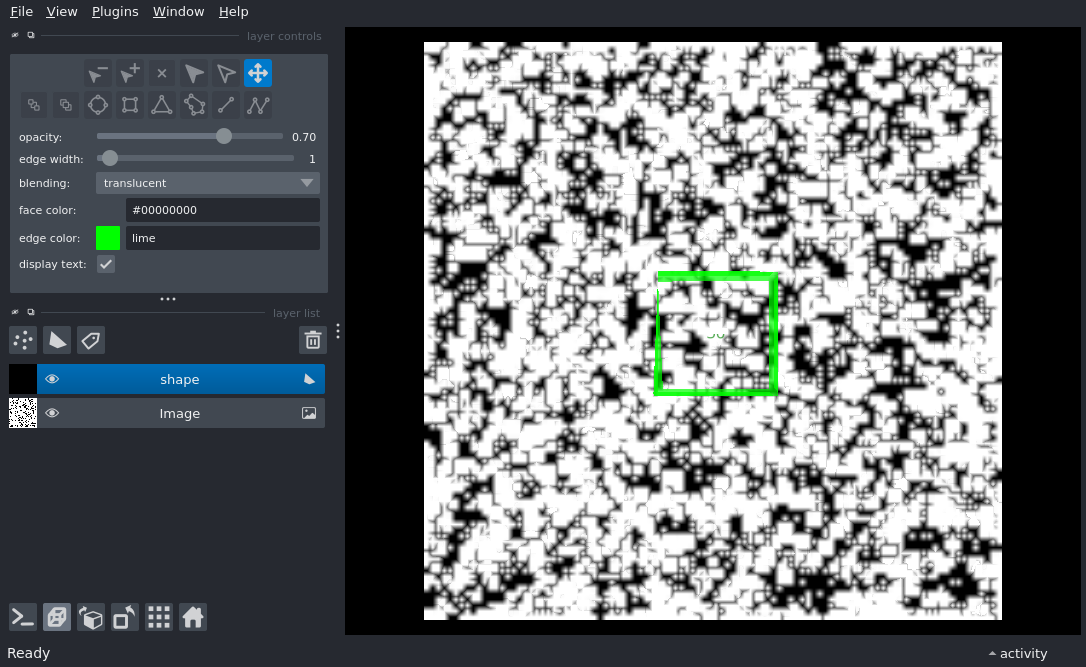 File View Plugins Window Help
layer controls
opacity: 0.70
edge width: 1
blending: translucent
face color: #00000000
edge color: lime
display text:
layer list
shape
Image
Ready
activity